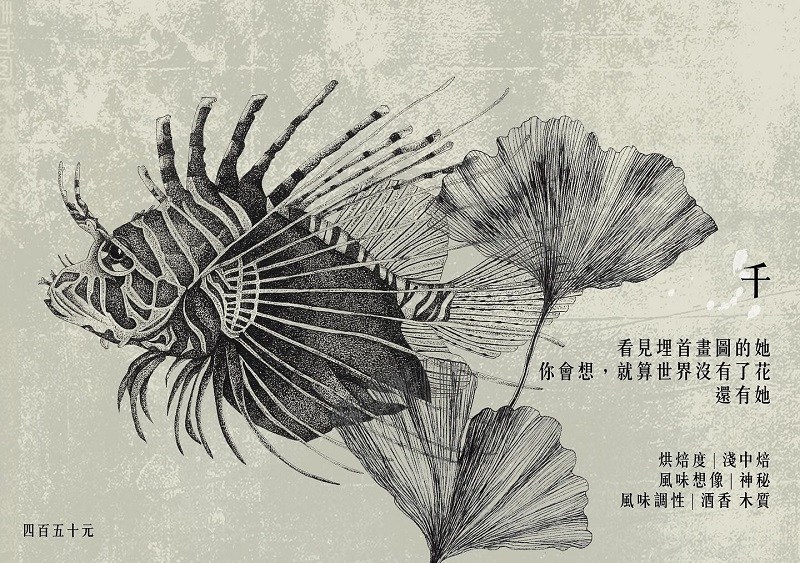 千
看見埋首畫圖的她
你會想，就算世界沒有了花
還有她
烘焙度|淺中焙
風味想像|神秘
風味調性|酒香 木質
四百五十元